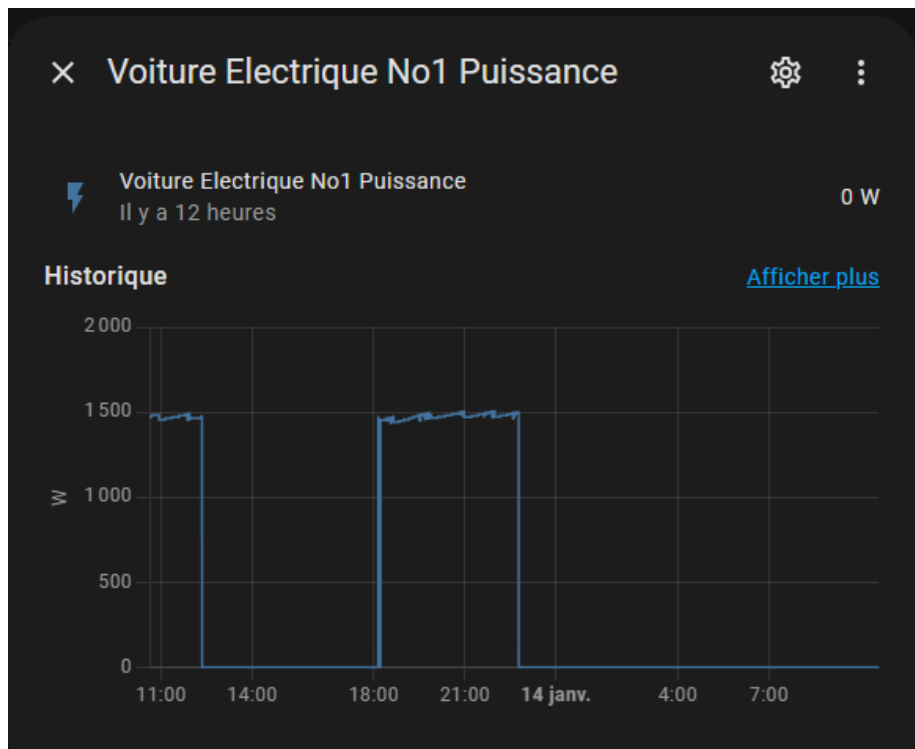 Voiture Electrique No1 Puissance
Voiture Electrique No1 Puissance
Il y a 12 heures
0 W
Historique
Afficher plus
2 000
1 500
1 000
500
0
W
11:00 14:00 18:00 21:00 14 janv. 4:00 7:00